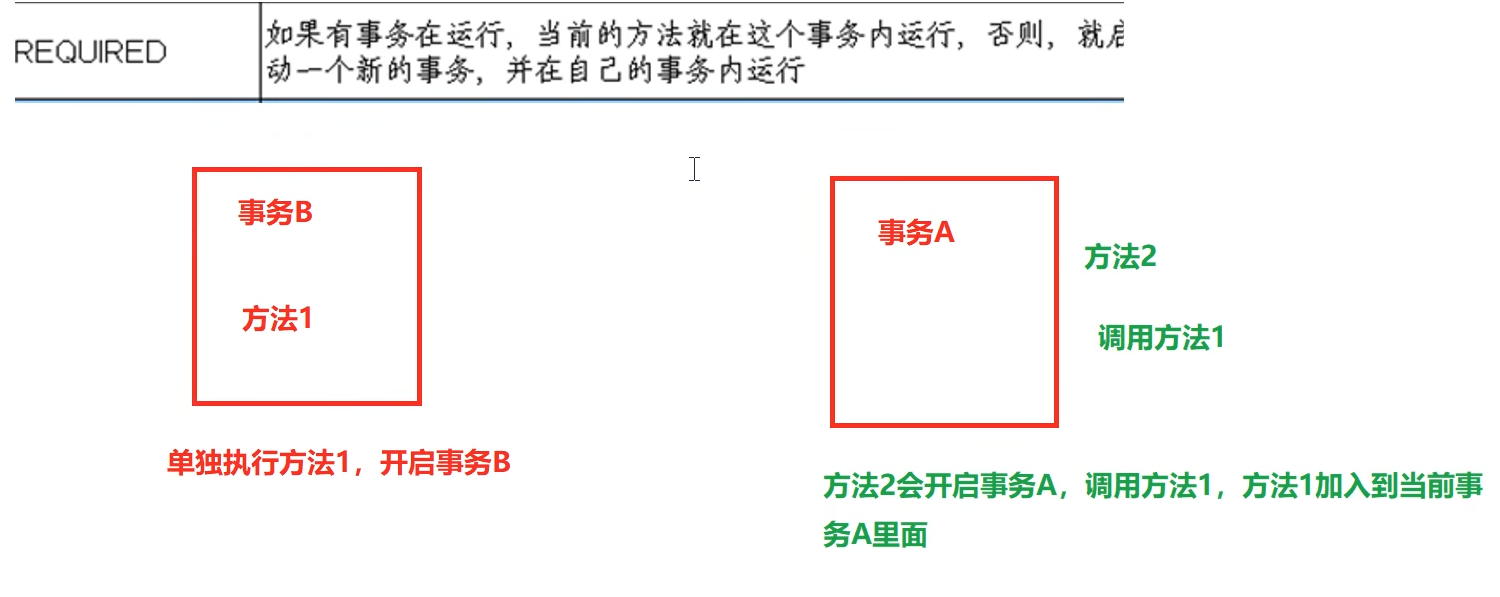 REQUIRED
如果有事务在运行，当前的方法就在这个事务内运行，否则，就启
动一个新的事务，并在自己的事务内运行
事务B
方法1
单独执行方法1，开启事务B
事务A
方法2
调用方法1
方法2会开启事务A，调用方法1，方法1加入到当前事
务A里面